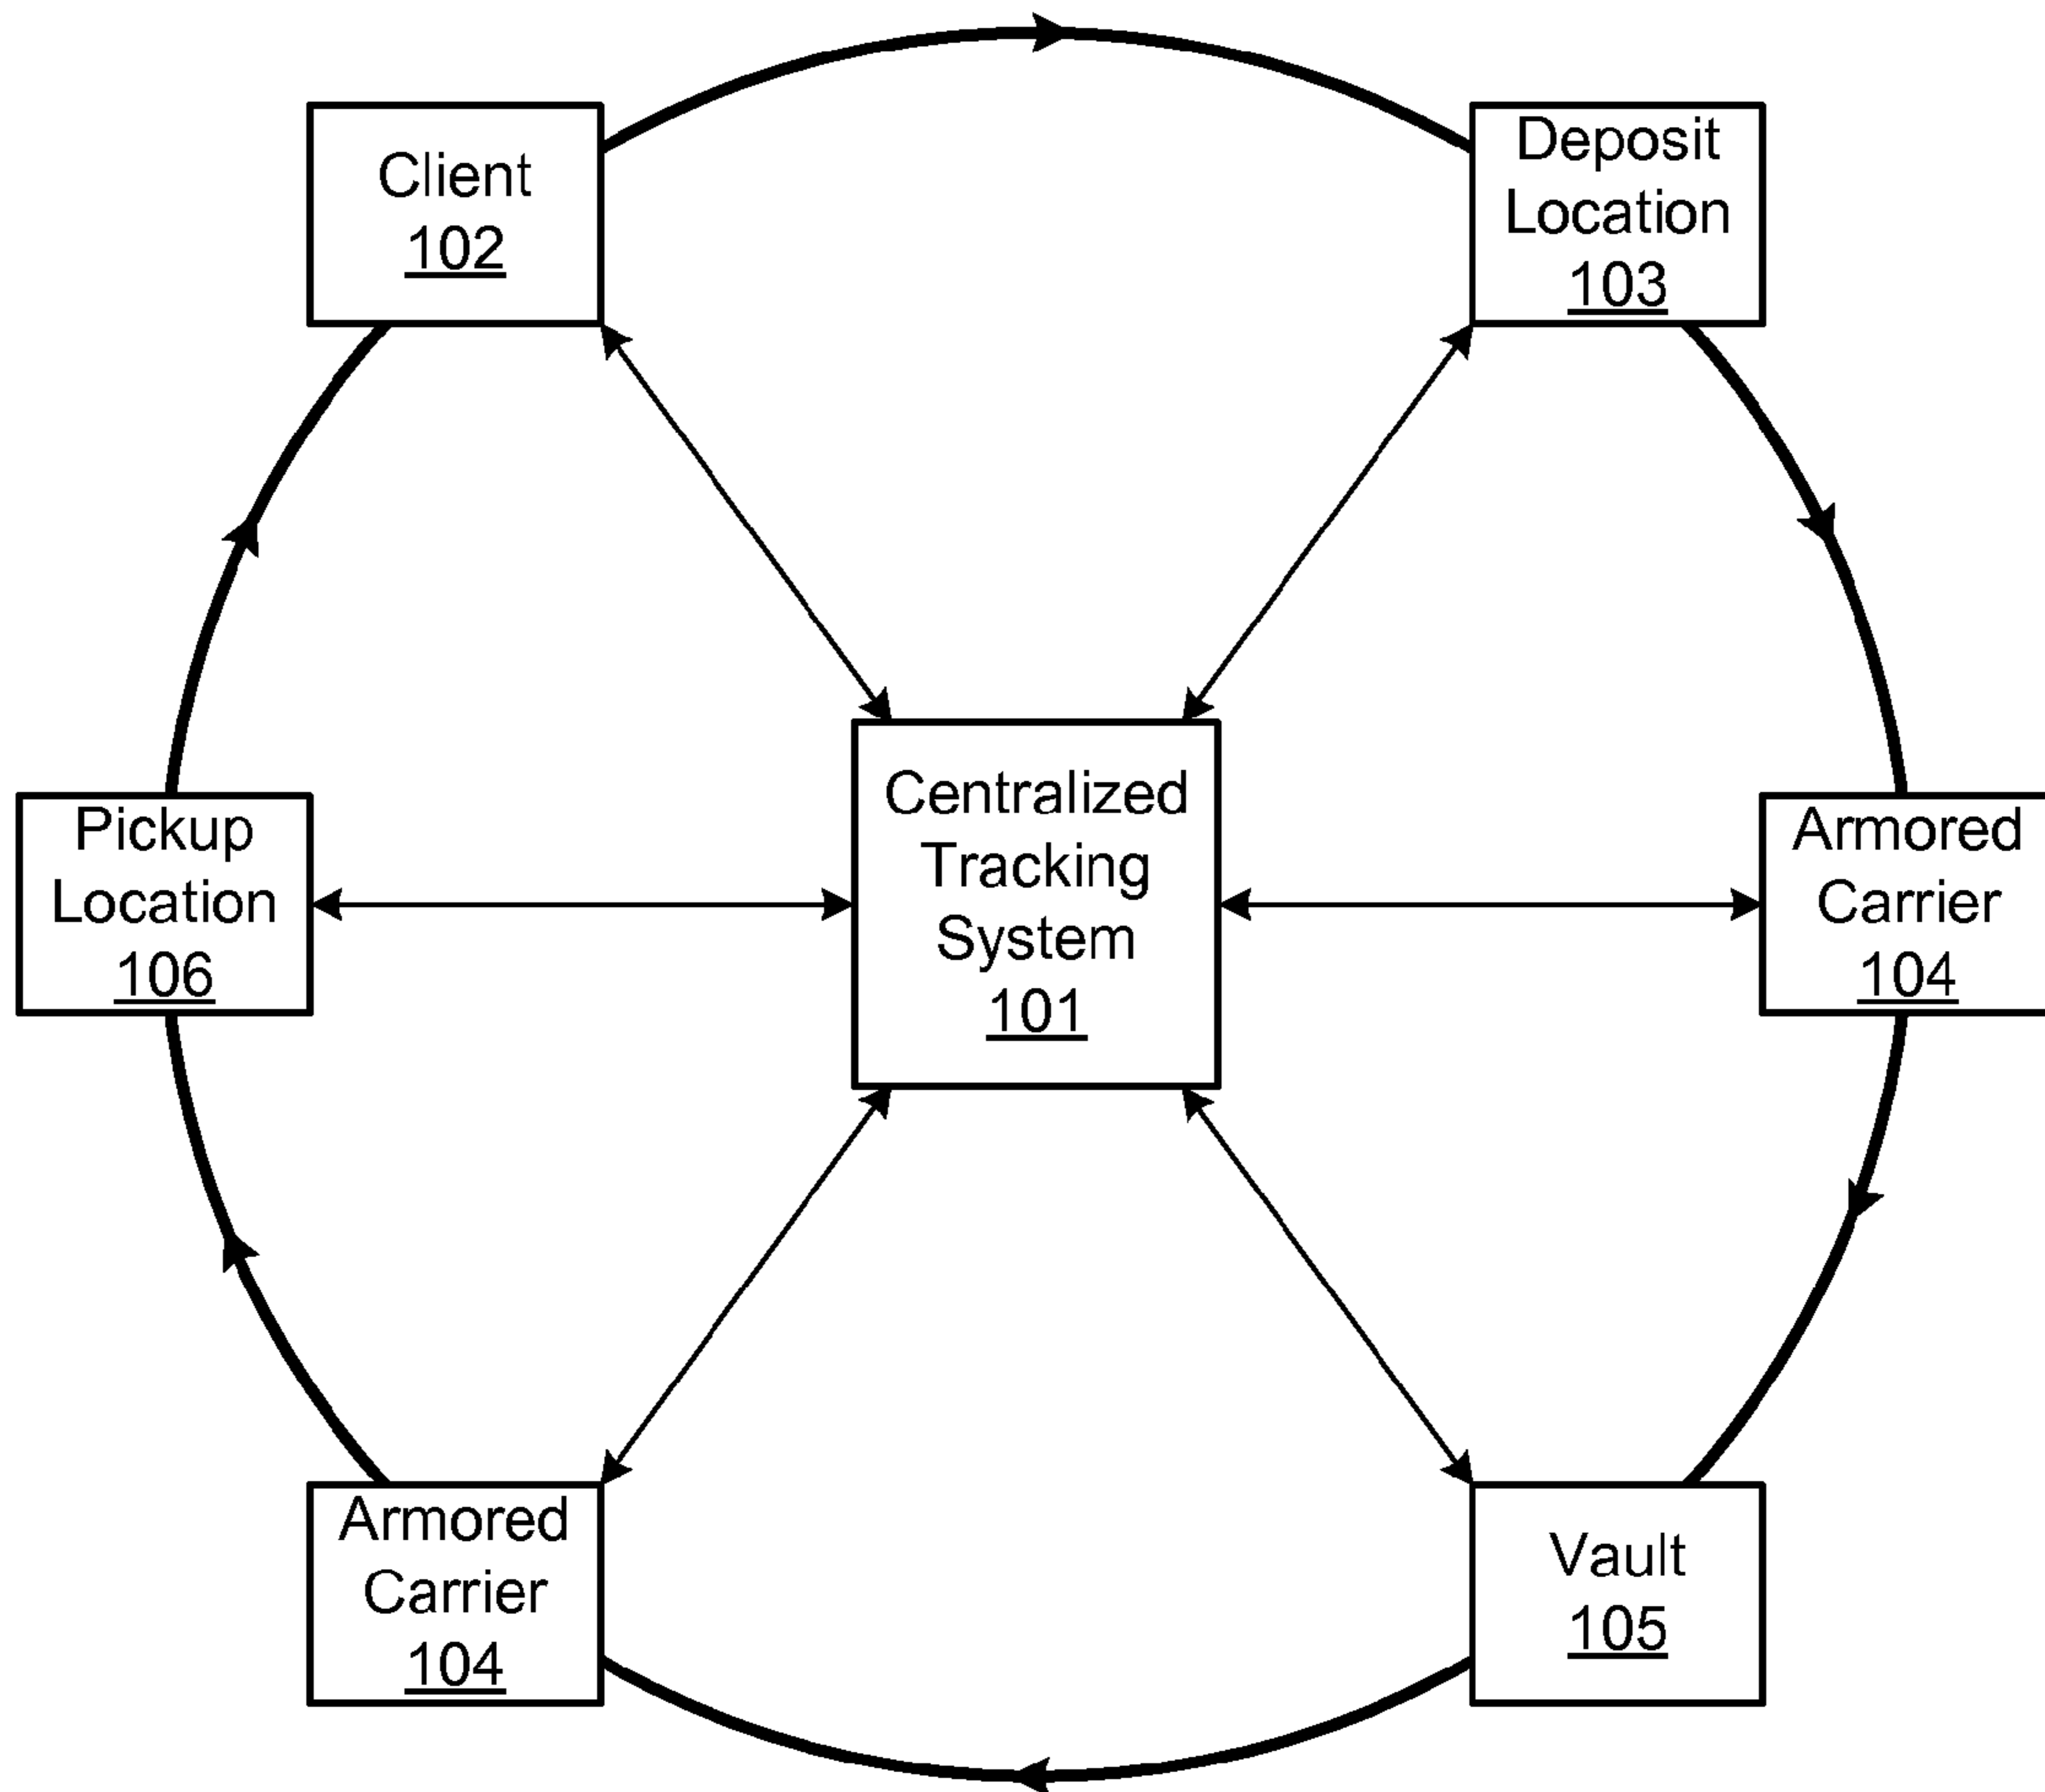 Client
102
Deposit
Location
103
Pickup
Location
106
Centralized
Tracking
System
101
Armored
Carrier
104
Armored
Carrier
104
Vault
105